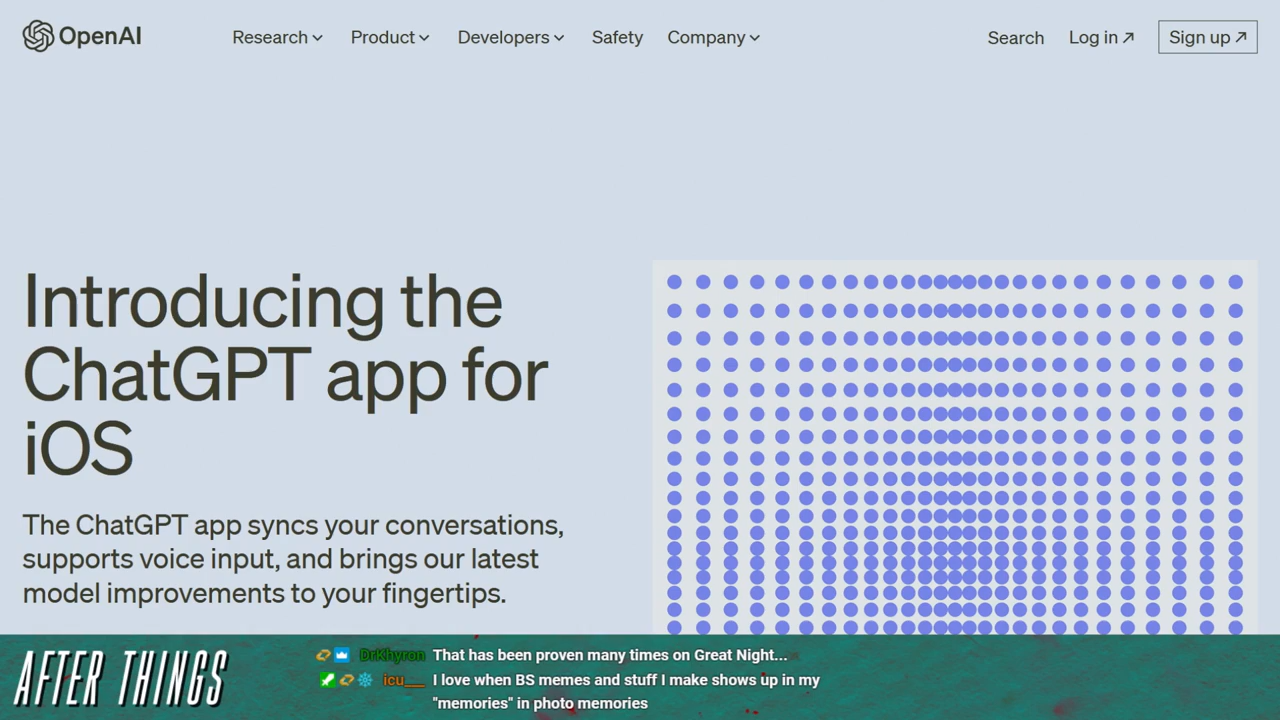 OpenAI
Research Product Developers Safety Company Search Log in Sign up
Introducing the
ChatGPT app for
iOS
The ChatGPT app syncs your conversations,
supports voice input, and brings our latest
model improvements to your fingertips.
AFTER THINGS
DrKhyron That has been proven many times on Great Night...
icu___ I love when BS memes and stuff I make shows up in my
"memories" in photo memories